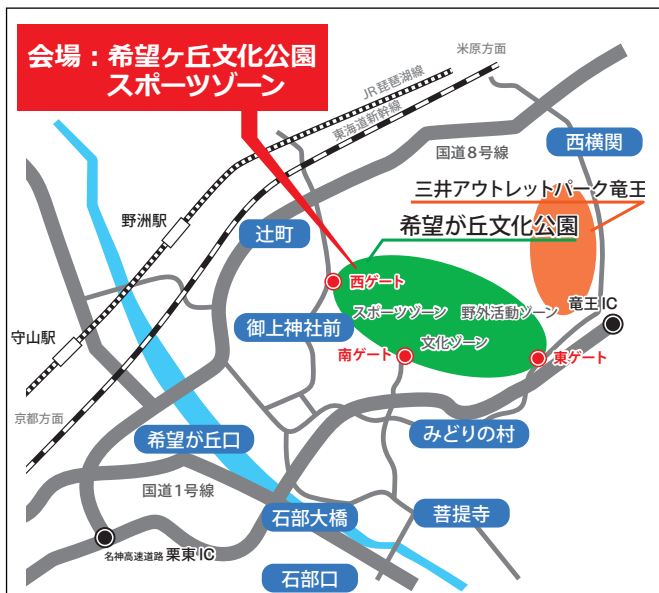 会場：希望ヶ丘文化公園
スポーツゾーン
米原方面
JR琵琶湖線
東海道新幹線
国道8号線
西横関
三井アウトレットパーク竜王
野洲駅
辻町
希望が丘文化公園
西ゲート
スポーツゾーン
野外活動ゾーン
竜王IC
守山駅
御上神社前
南ゲート
文化ゾーン
東ゲート
京都方面
希望が丘口
みどりの村
国道1号線
石部大橋
菩提寺
名神高速道路 栗東IC
石部口